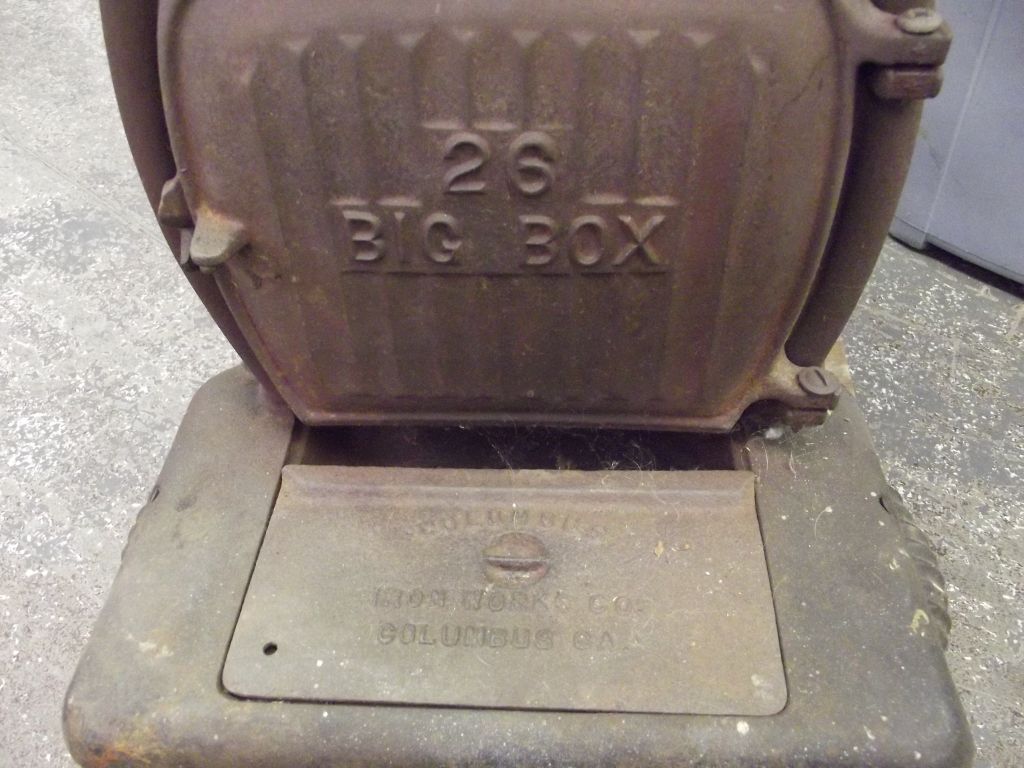 26
BIG BOX
COLUMBUS
IRON WORKS CO.
COLUMBUS GA.